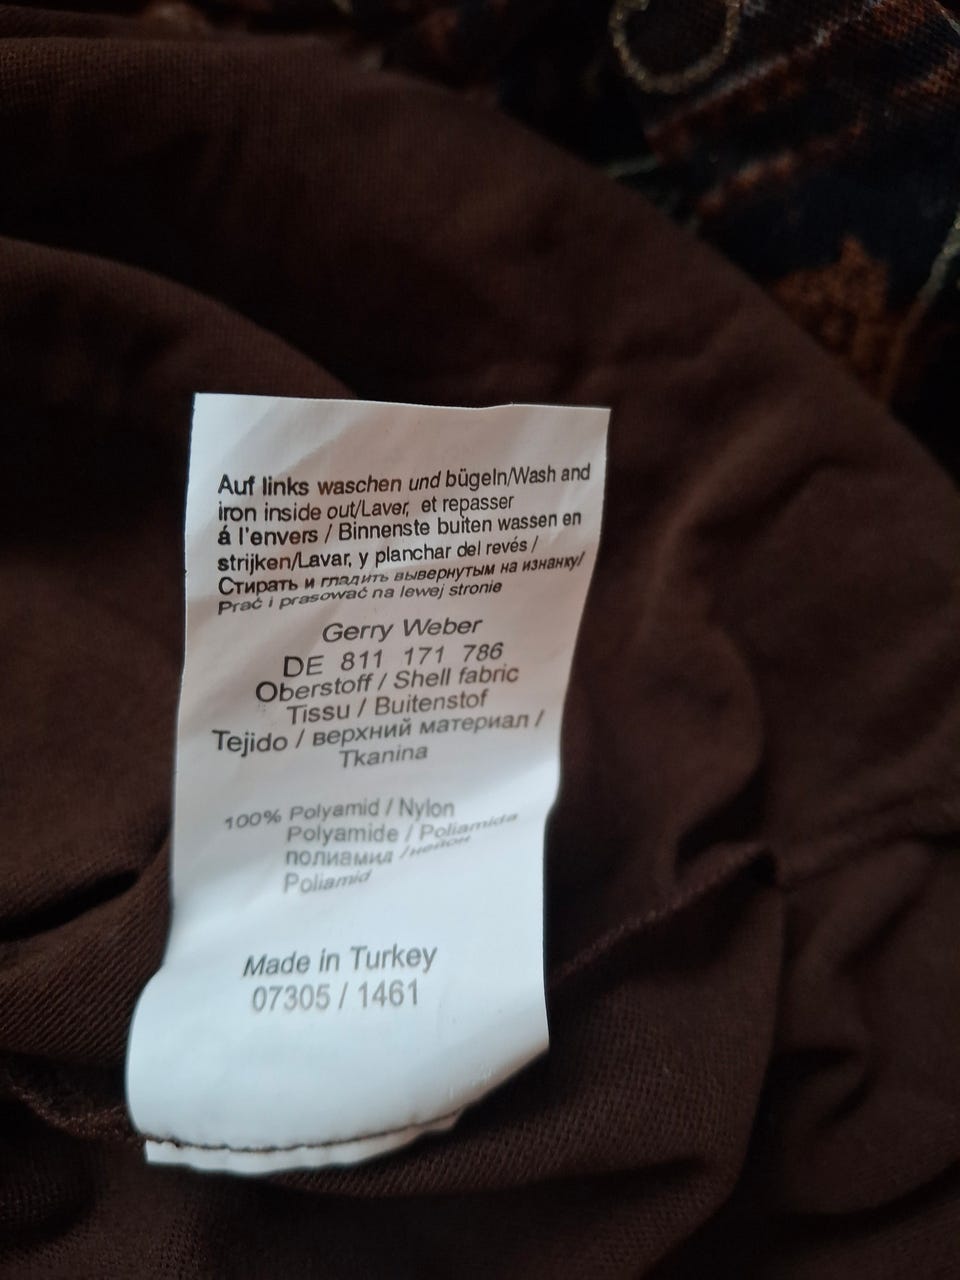 Auf links waschen und bügeln/Wash and
iron inside out/Laver, et repasser
á l'envers / Binnenste buiten wassen en
strijken/Lavar, y planchar del revés /
Стирать и гладить вывернутым на изнанку/
Prać i prasować na lewej stronie
Gerry Weber
DE 811 171 786
Oberstoff / Shell fabric
Tissu / Buitenstof
Tejido / верхний материал /
Tkanina
100% Polyamid / Nylon
Polyamide / Poliamida
полиамид /нейлон
Poliamid
Made in Turkey
07305 / 1461